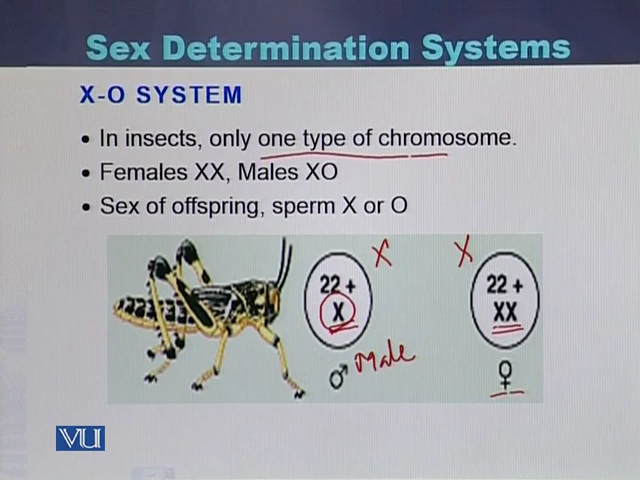 Sex Determination Systems
X-O SYSTEM
• In insects, only one type of chromosome.
• Females XX, Males XO
• Sex of offspring, sperm X or O
X X
22 + 22 +
X XX
♂ Male ♀
VU